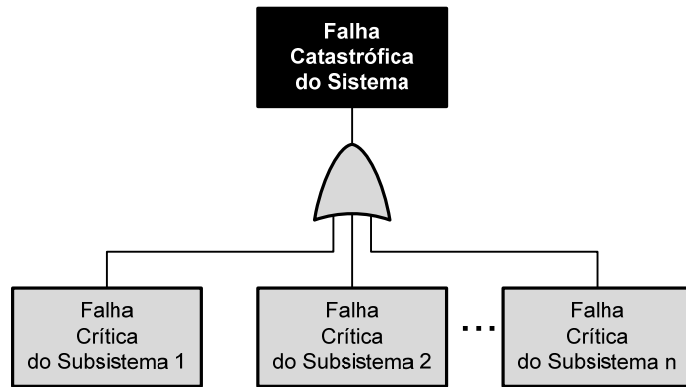 Falha
Catastrófica
do Sistema
Falha
Crítica
do Subsistema 1
Falha
Crítica
do Subsistema 2
...
Falha
Crítica
do Subsistema n